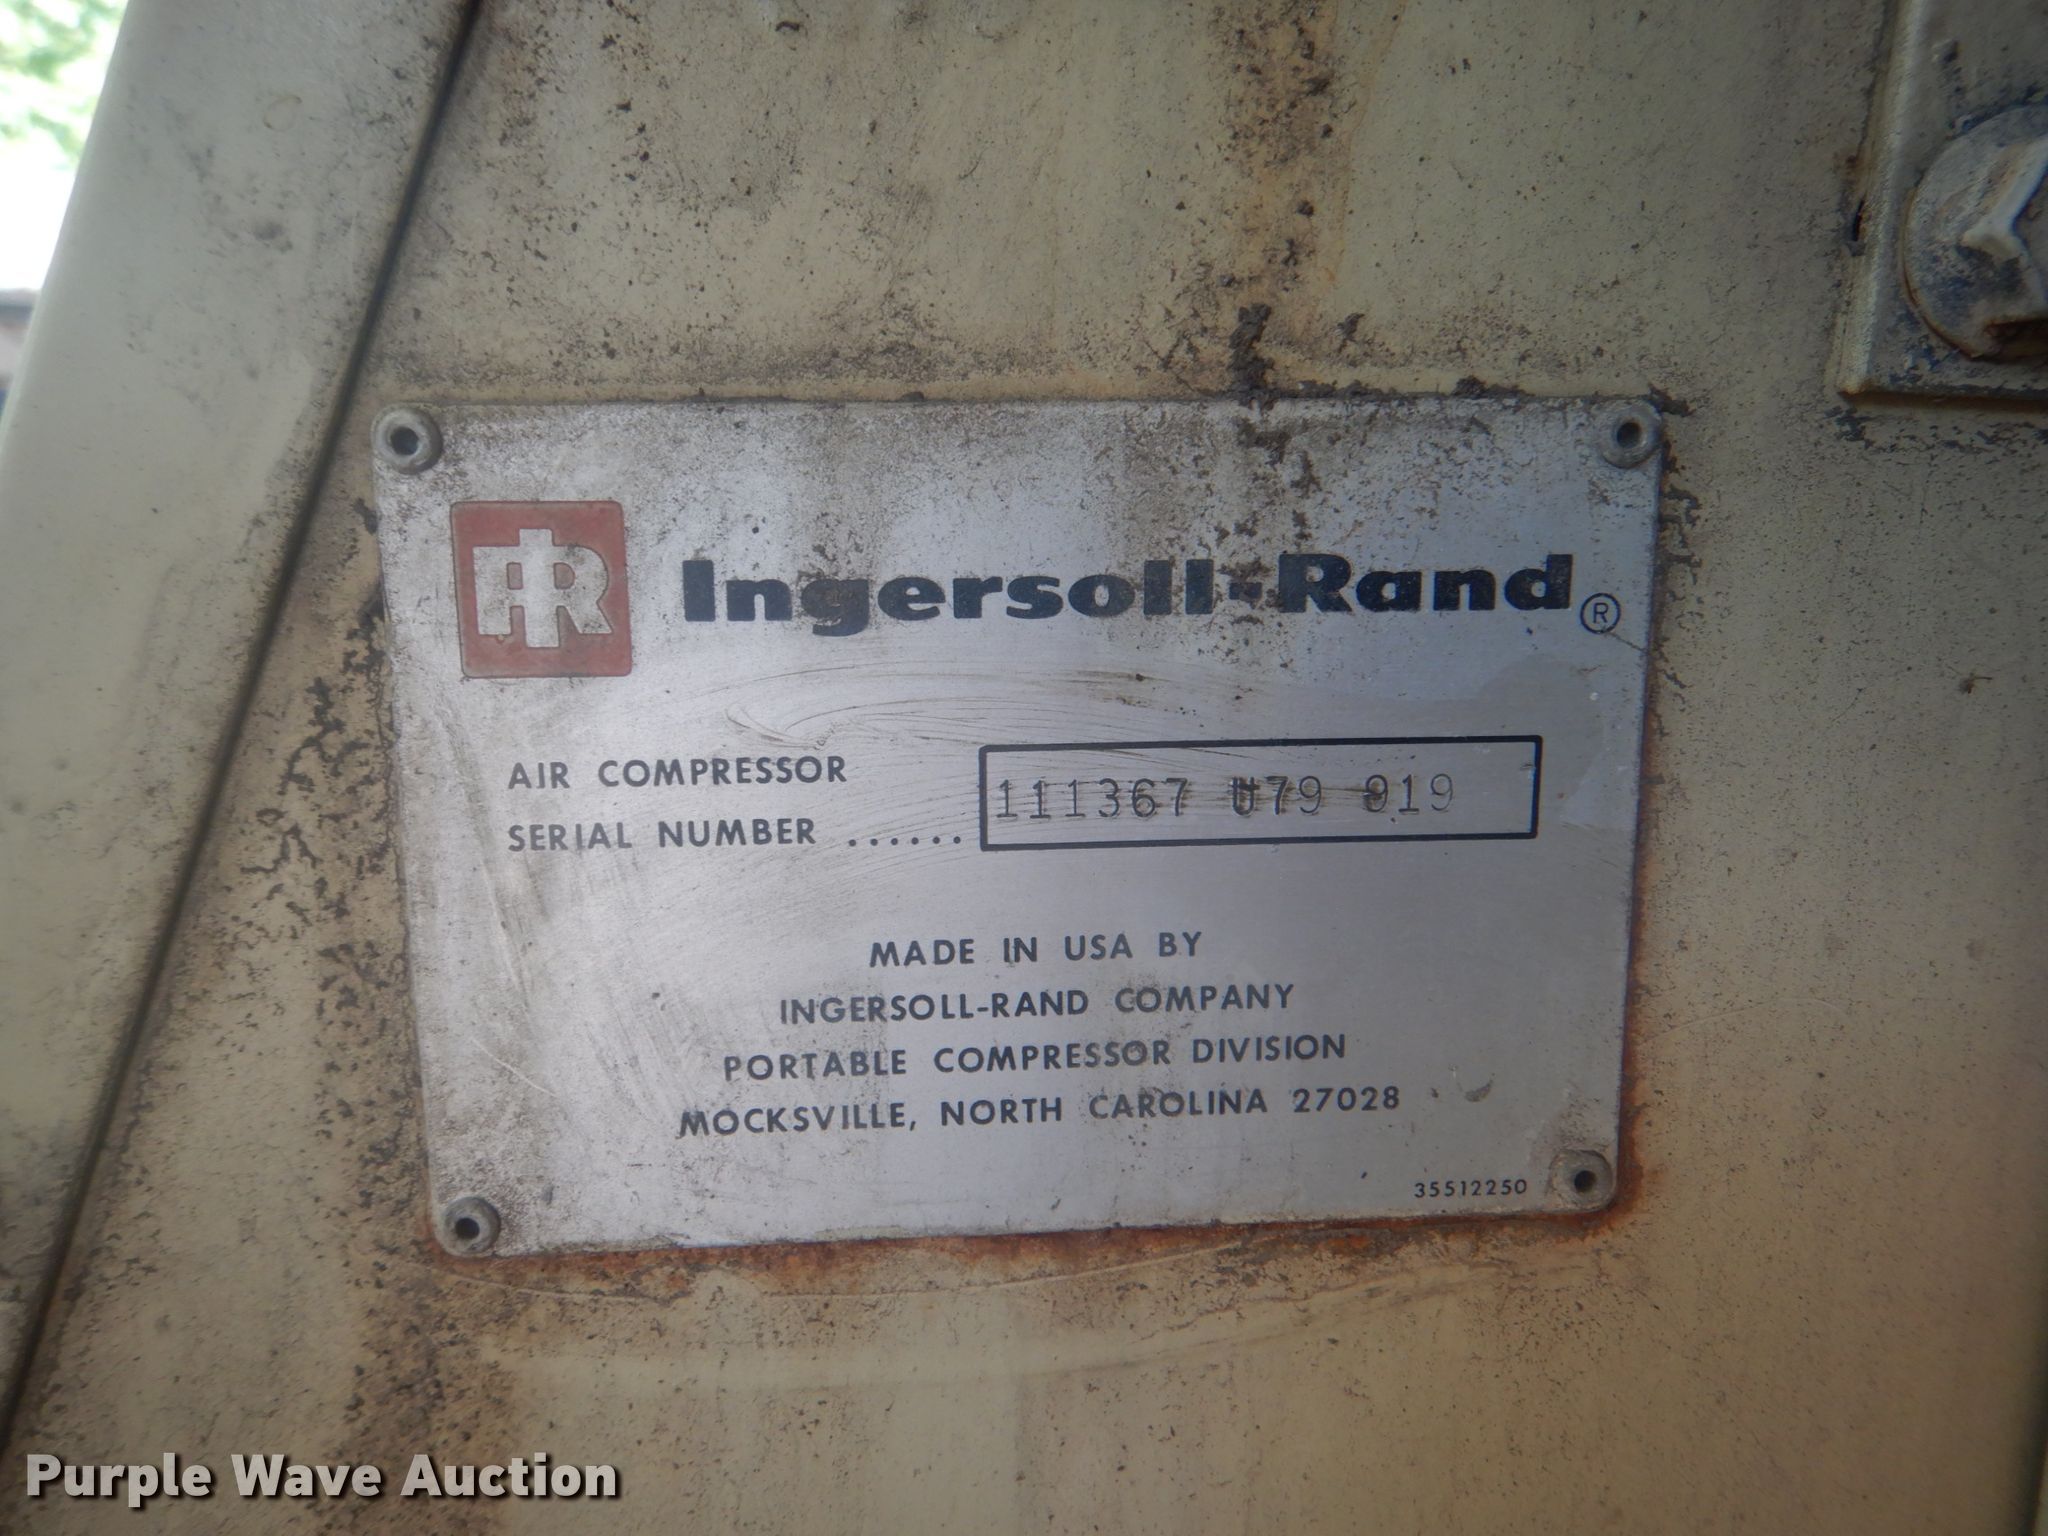 IR Ingersoll-Rand®
AIR COMPRESSOR
SERIAL NUMBER ...... 111367 U79 919
MADE IN USA BY
INGERSOLL-RAND COMPANY
PORTABLE COMPRESSOR DIVISION
MOCKSVILLE, NORTH CAROLINA 27028
35512250
Purple Wave Auction